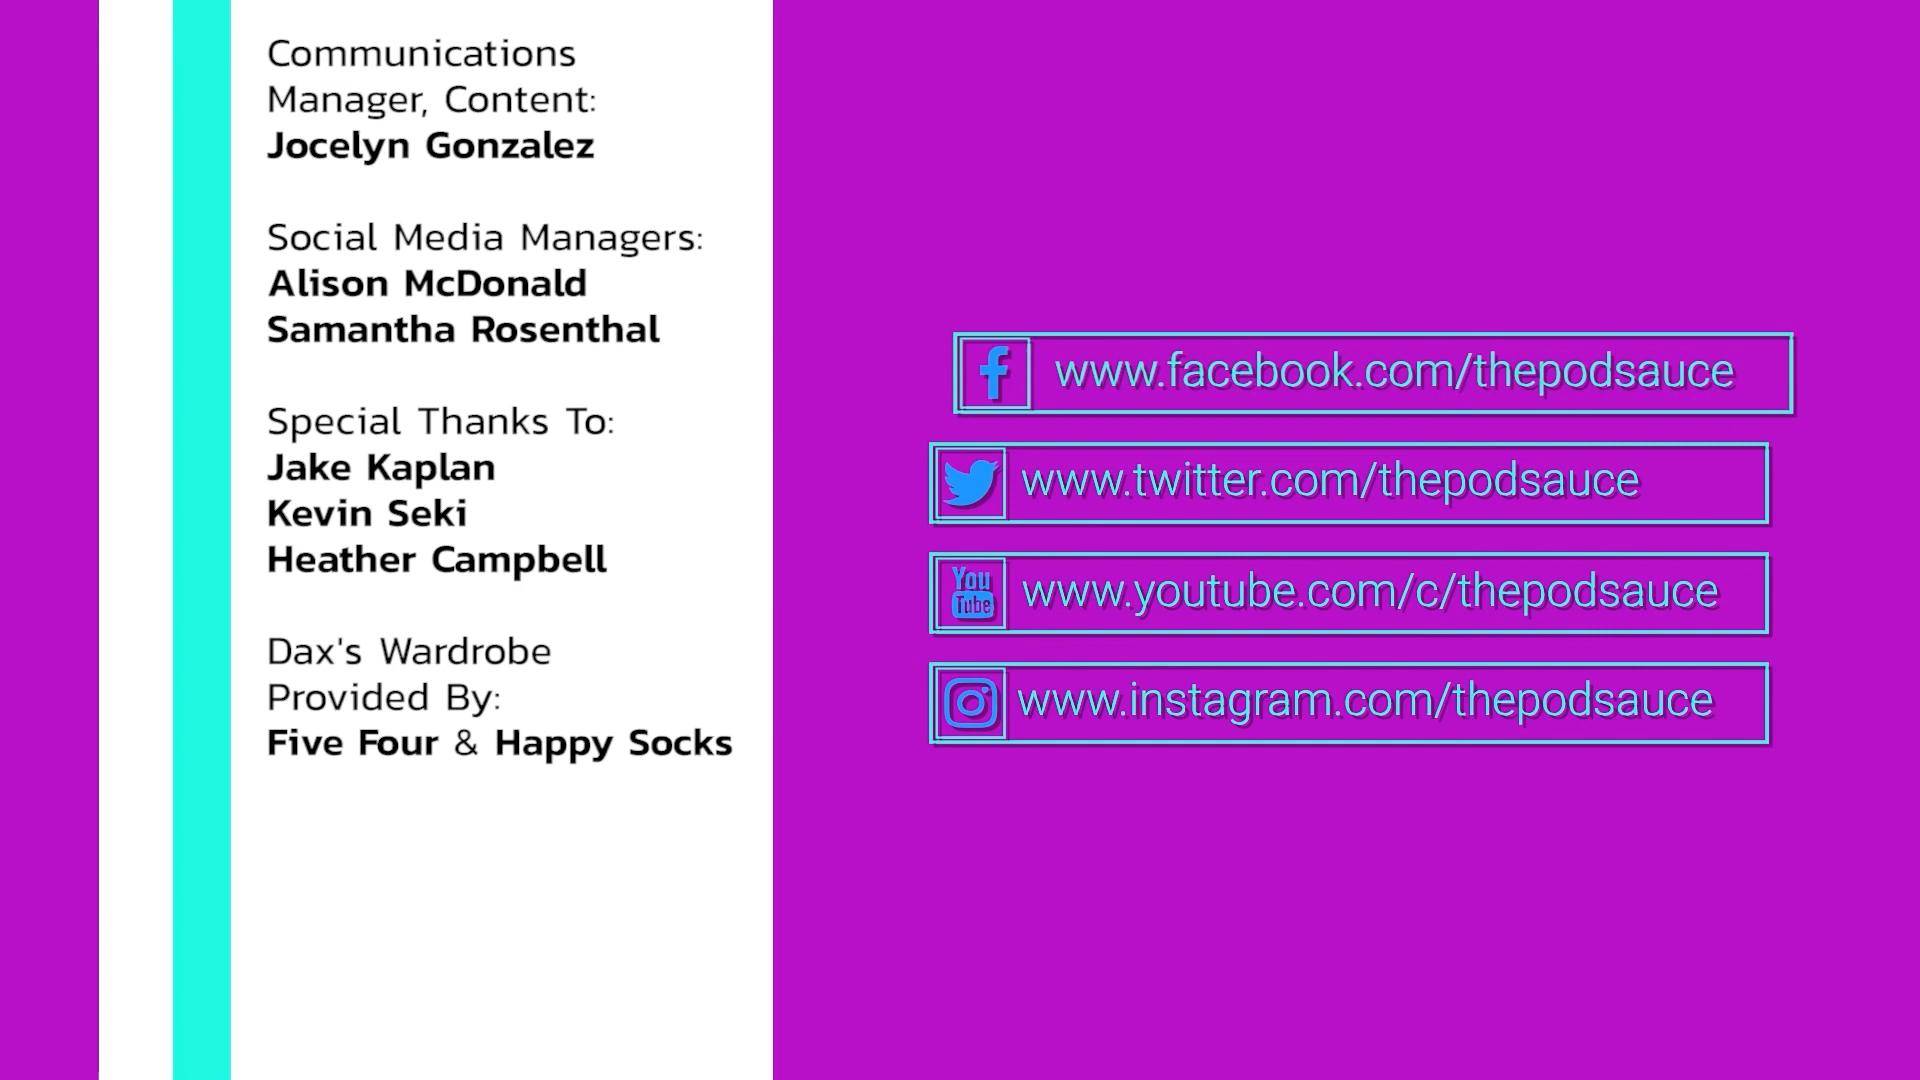 Communications
Manager, Content:
Jocelyn Gonzalez
Social Media Managers:
Alison McDonald
Samantha Rosenthal
Special Thanks To:
Jake Kaplan
Kevin Seki
Heather Campbell
Dax's Wardrobe
Provided By:
Five Four & Happy Socks
www.facebook.com/thepodsauce
www.twitter.com/thepodsauce
You
Tube
www.youtube.com/c/thepodsauce
www.instagram.com/thepodsauce